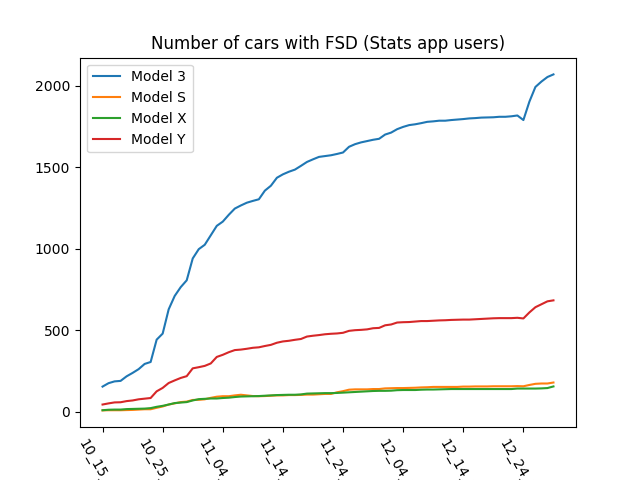 Number of cars with FSD (Stats app users)
Model 3
Model S
Model X
Model Y
2000
1500
1000
500
0
10_15
10_25
11_04
11_14
11_24
12_04
12_14
12_24